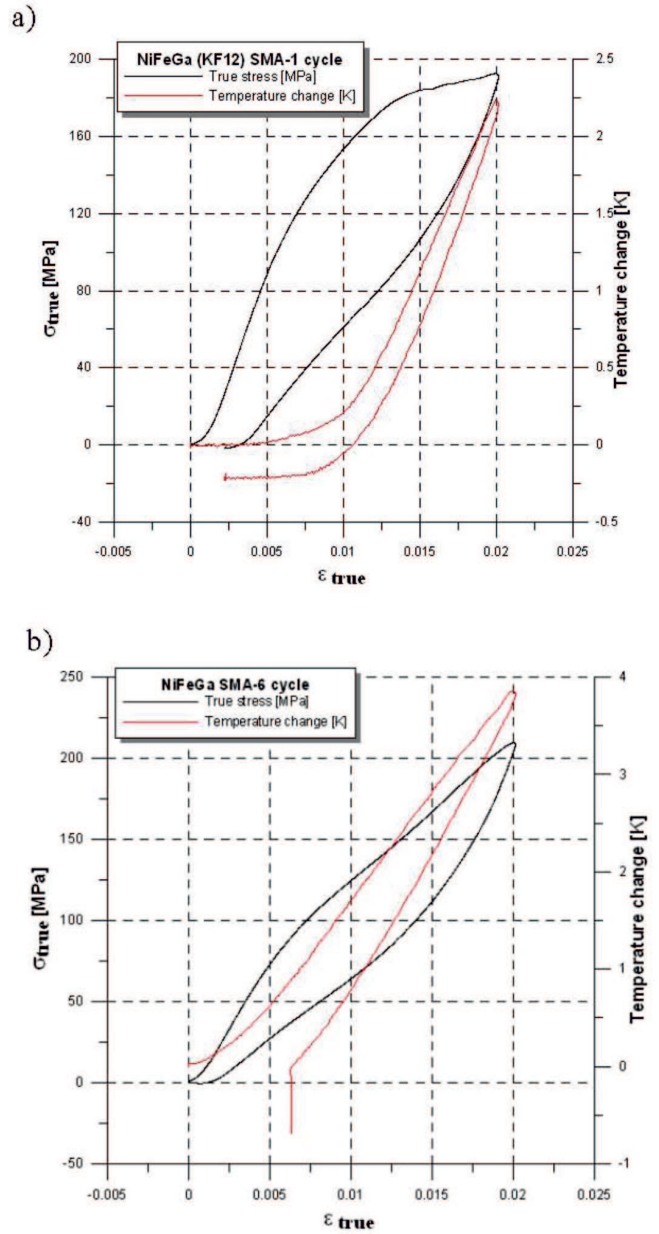 a)
NiFeGa (KF12) SMA-1 cycle
True stress [MPa]
Temperature change [K]
200
160
120
80
40
0
-40
σtrue [MPa]
2.5
2
1.5
1
0.5
0
-0.5
Temperature change [K]
-0.005 0 0.005 0.01 0.015 0.02 0.025
ε true
b)
NiFeGa SMA-6 cycle
True stress [MPa]
Temperature change [K]
250
200
150
100
50
0
-50
σtrue [MPa]
4
3
2
1
0
-1
Temperature change [K]
-0.005 0 0.005 0.01 0.015 0.02 0.025
ε true